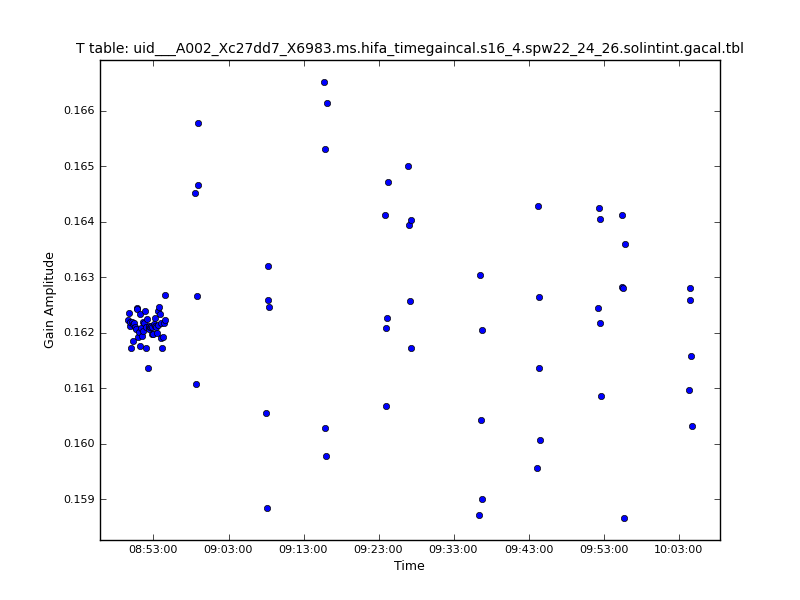 T table: uid___A002_Xc27dd7_X6983.ms.hifa_timegaincal.s16_4.spw22_24_26.solintint.gacal.tbl
0.166
0.165
0.164
0.163
0.162
0.161
0.160
0.159
Gain Amplitude
08:53:00 09:03:00 09:13:00 09:23:00 09:33:00 09:43:00 09:53:00 10:03:00
Time